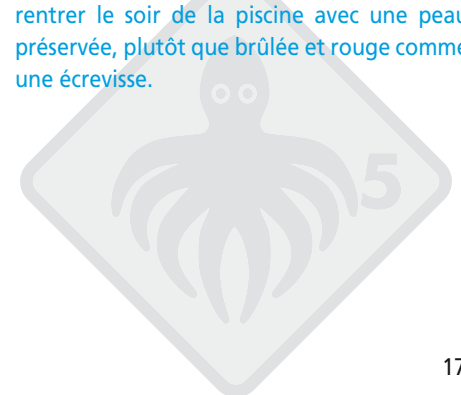 rentrer le soir de la piscine avec une peau
préservée, plutôt que brûlée et rouge comme
une écrevisse.
5
17